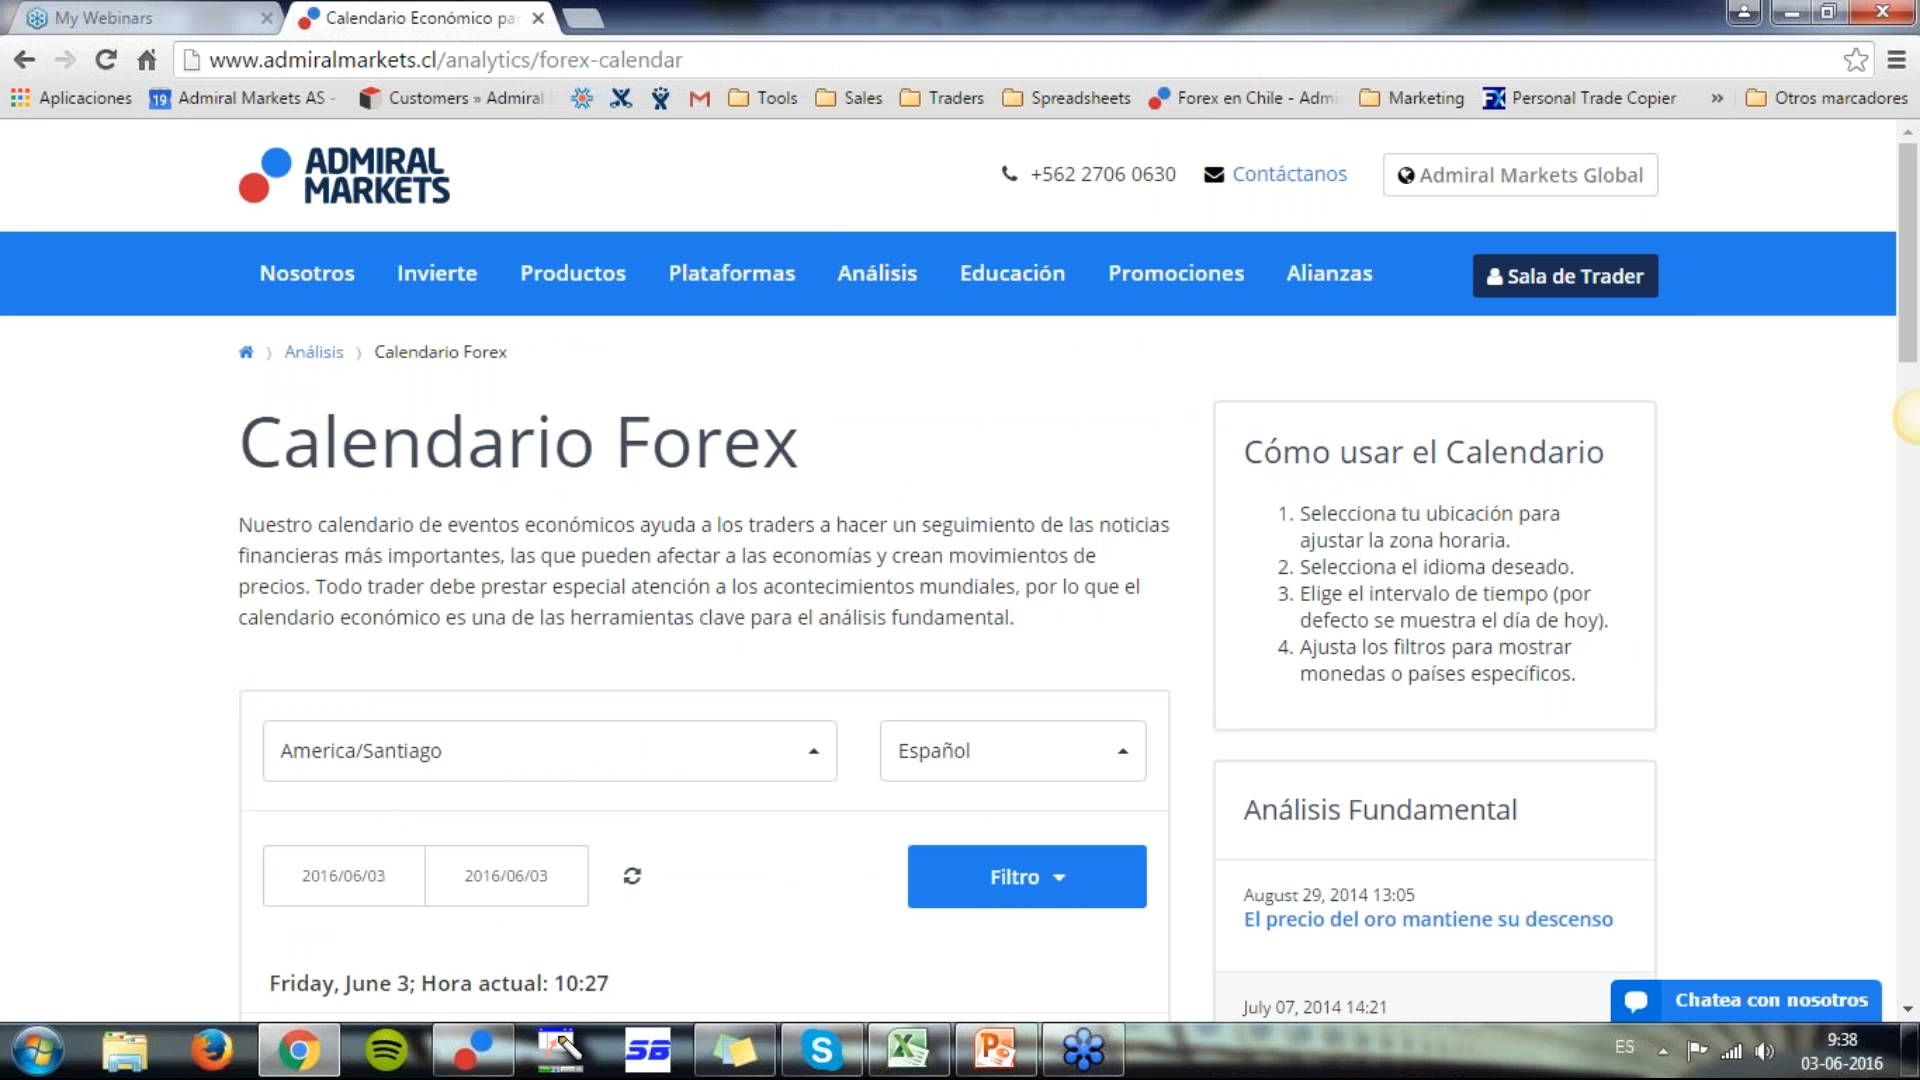 My Webinars
Calendario Económico pa
www.admiralmarkets.cl/analytics/forex-calendar
Aplicaciones
19 Admiral Markets AS -
Customers » Admiral
Tools
Sales
Traders
Spreadsheets
Forex en Chile - Admi
Marketing
Personal Trade Copier
»
Otros marcadores
ADMIRAL
MARKETS
+562 2706 0630
Contáctanos
Admiral Markets Global
Nosotros
Invierte
Productos
Plataformas
Análisis
Educación
Promociones
Alianzas
Sala de Trader
Análisis
Calendario Forex
Calendario Forex
Nuestro calendario de eventos económicos ayuda a los traders a hacer un seguimiento de las noticias
financieras más importantes, las que pueden afectar a las economías y crean movimientos de
precios. Todo trader debe prestar especial atención a los acontecimientos mundiales, por lo que el
calendario económico es una de las herramientas clave para el análisis fundamental.
America/Santiago
Español
2016/06/03
2016/06/03
Filtro
Friday, June 3; Hora actual: 10:27
Cómo usar el Calendario
1. Selecciona tu ubicación para
ajustar la zona horaria.
2. Selecciona el idioma deseado.
3. Elige el intervalo de tiempo (por
defecto se muestra el día de hoy).
4. Ajusta los filtros para mostrar
monedas o países específicos.
Análisis Fundamental
August 29, 2014 13:05
El precio del oro mantiene su descenso
July 07, 2014 14:21
Chatea con nosotros
SB
ES
9:38
03-06-2016